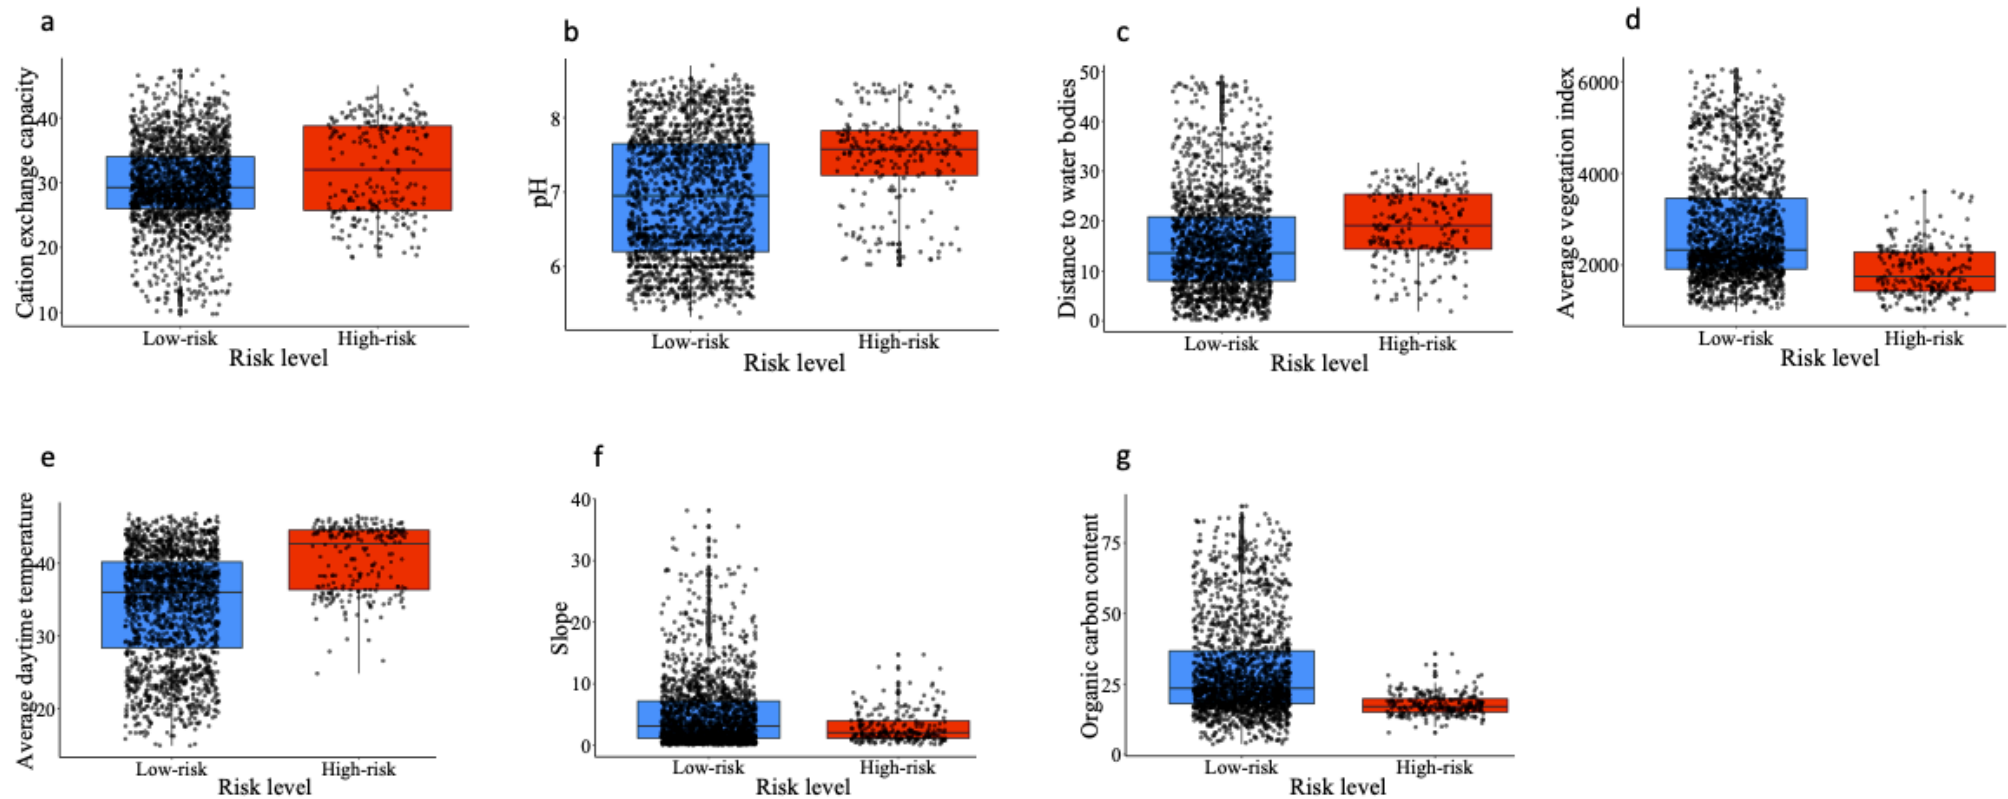 a
Cation exchange capacity
40
30
20
10
Low-risk
High-risk
Risk level
b
pH
8
7
6
Low-risk
High-risk
Risk level
c
Distance to water bodies
50
40
30
20
10
0
Low-risk
High-risk
Risk level
d
Average vegetation index
6000
4000
2000
Low-risk
High-risk
Risk level
e
Average daytime temperature
40
30
20
Low-risk
High-risk
Risk level
f
Slope
40
30
20
10
0
Low-risk
High-risk
Risk level
g
Organic carbon content
75
50
25
0
Low-risk
High-risk
Risk level